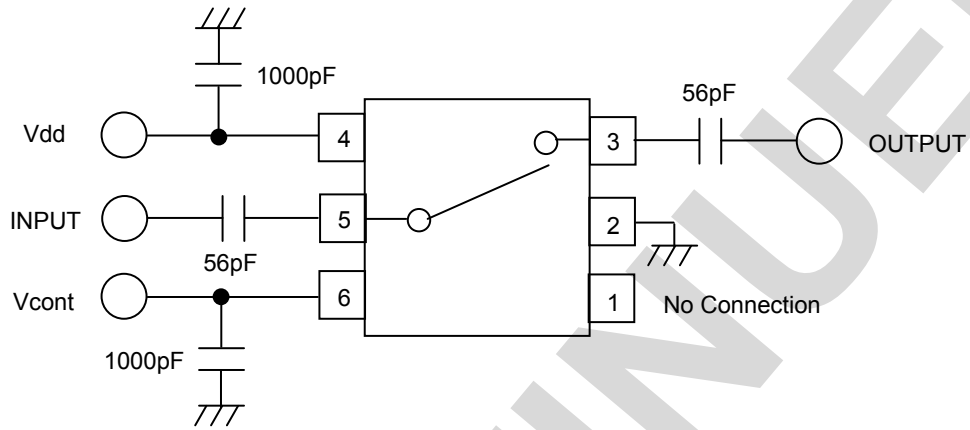 1000pF
56pF
Vdd
4
3
OUTPUT
INPUT
5
2
56pF
Vcont
6
1
No Connection
1000pF